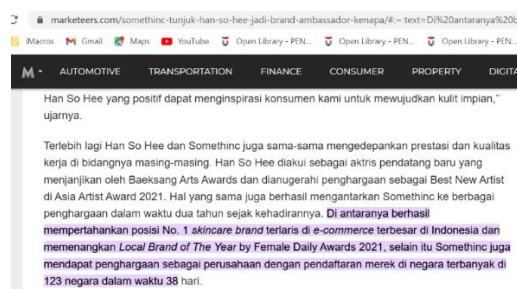 marketeers.com/somethinc-tunjuk-han-so-hee-jadi-brand-ambassador-kenapa/#:~:text=Di%20antaranya%20b
iMacros Gmail Maps YouTube Open Library - PEN... Open Library - PEN... Open Library - PEN...
M AUTOMOTIVE TRANSPORTATION FINANCE CONSUMER PROPERTY DIGITA
Han So Hee yang positif dapat menginspirasi konsumen kami untuk mewujudkan kulit impian,"
ujarnya.
Terlebih lagi Han So Hee dan Somethinc juga sama-sama mengedepankan prestasi dan kualitas
kerja di bidangnya masing-masing. Han So Hee diakui sebagai aktris pendatang baru yang
menjanjikan oleh Baeksang Arts Awards dan dianugerahi penghargaan sebagai Best New Artist
di Asia Artist Award 2021. Hal yang sama juga berhasil mengantarkan Somethinc ke berbagai
penghargaan dalam waktu dua tahun sejak kehadirannya. Di antaranya berhasil
mempertahankan posisi No. 1 skincare brand terlaris di e-commerce terbesar di Indonesia dan
memenangkan Local Brand of The Year by Female Daily Awards 2021, selain itu Somethinc juga
mendapat penghargaan sebagai perusahaan dengan pendaftaran merek di negara terbanyak di
123 negara dalam waktu 38 hari.